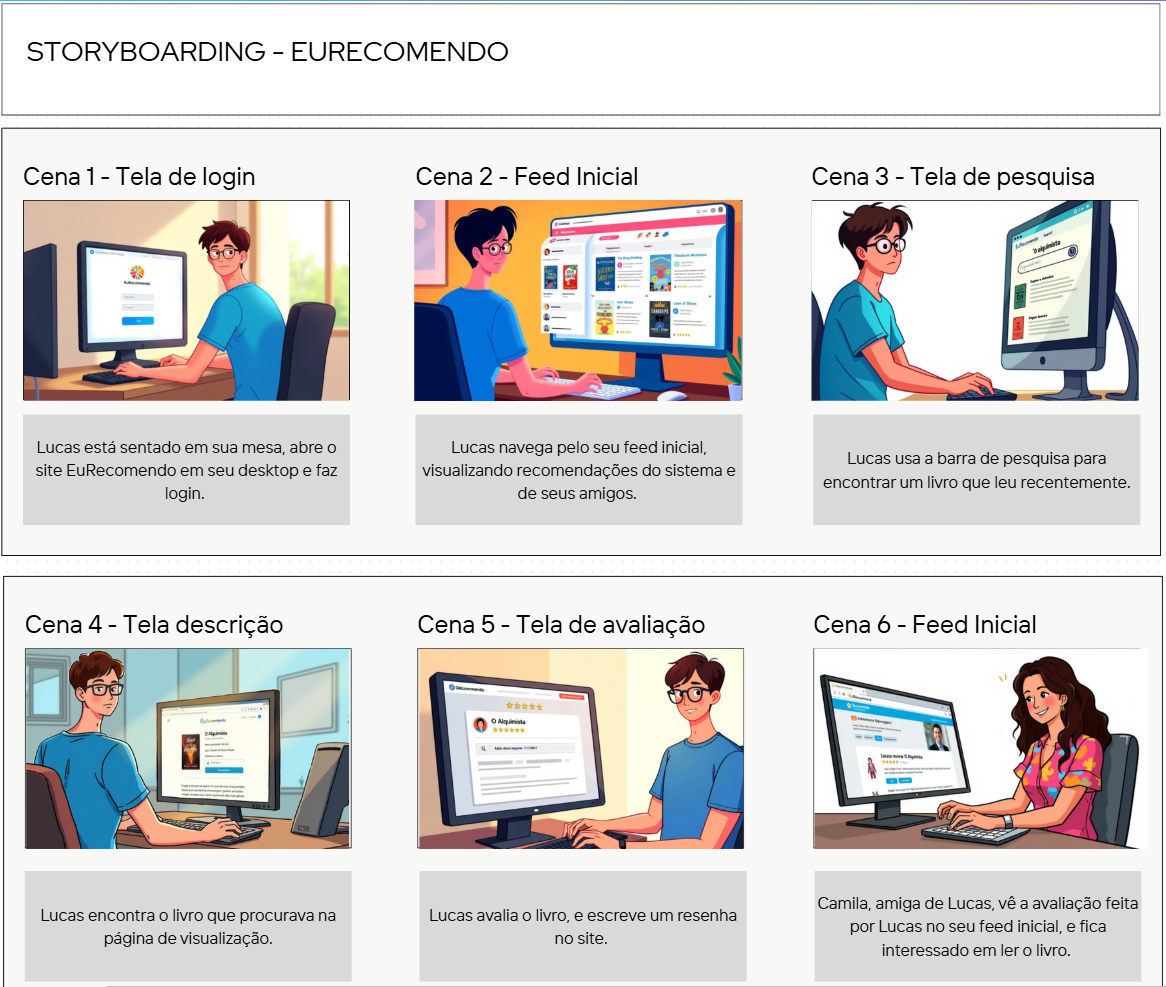 STORYBOARDING - EURECOMENDO
Cena 1 - Tela de login
Cena 2 - Feed Inicial
Cena 3 - Tela de pesquisa
EuRecomendo
'O alquimista
Lucas está sentado em sua mesa, abre o
site EuRecomendo em seu desktop e faz
login.
Lucas navega pelo seu feed inicial,
visualizando recomendações do sistema e
de seus amigos.
Lucas usa a barra de pesquisa para
encontrar um livro que leu recentemente.
Cena 4 - Tela descrição
Cena 5 - Tela de avaliação
Cena 6 - Feed Inicial
O Alquimista
O Alquimista
Lucas encontra o livro que procurava na
página de visualização.
Lucas avalia o livro, e escreve um resenha
no site.
Camila, amiga de Lucas, vê a avaliação feita
por Lucas no seu feed inicial, e fica
interessado em ler o livro.